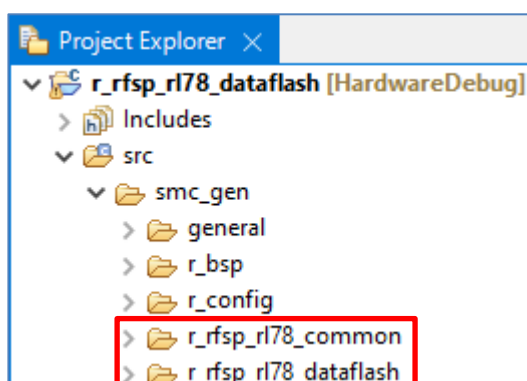 Project Explorer
r_rfsp_rl78_dataflash [HardwareDebug]
Includes
src
smc_gen
general
r_bsp
r_config
r_rfsp_rl78_common
r_rfsp_rl78_dataflash